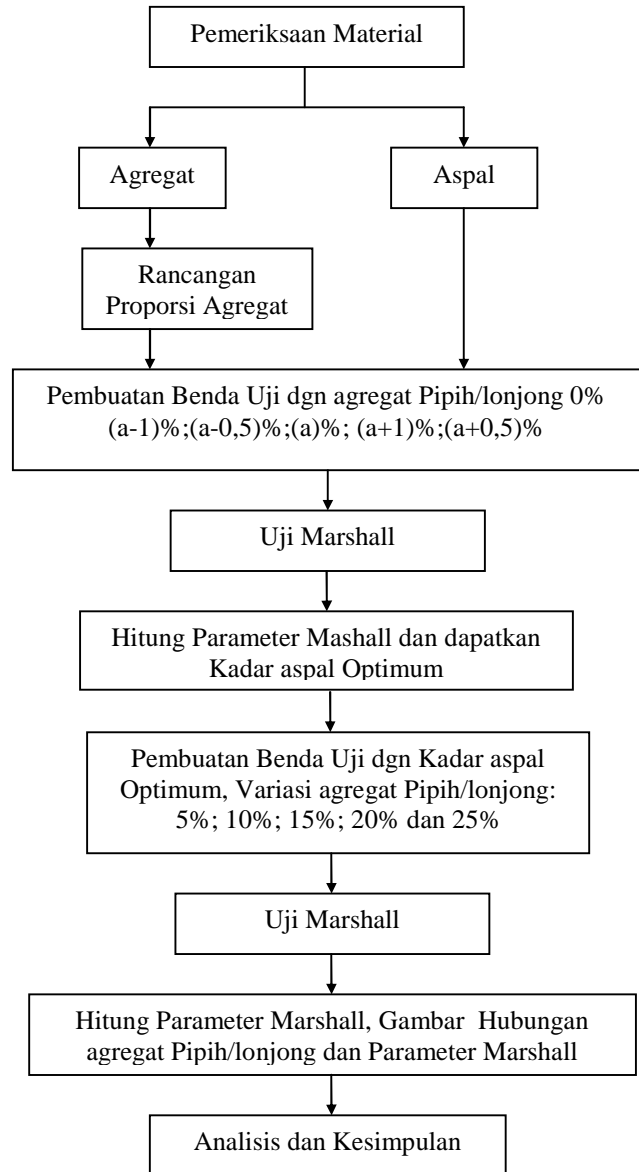 Pemeriksaan Material
Agregat
Aspal
Rancangan
Proporsi Agregat
Pembuatan Benda Uji dgn agregat Pipih/lonjong 0%
(a-1)%;(a-0,5)%;(a)%; (a+1)%;(a+0,5)%
Uji Marshall
Hitung Parameter Mashall dan dapatkan
Kadar aspal Optimum
Pembuatan Benda Uji dgn Kadar aspal
Optimum, Variasi agregat Pipih/lonjong:
5%; 10%; 15%; 20% dan 25%
Uji Marshall
Hitung Parameter Marshall, Gambar Hubungan
agregat Pipih/lonjong dan Parameter Marshall
Analisis dan Kesimpulan